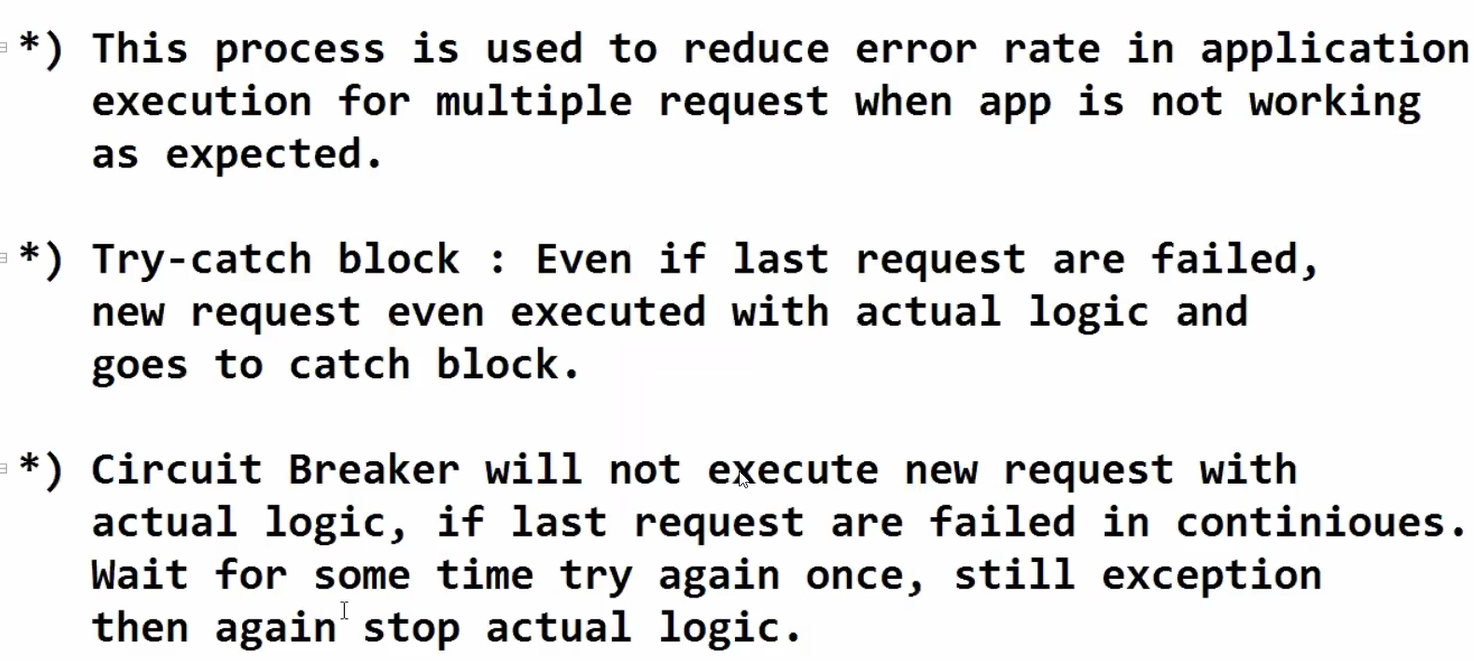 *) This process is used to reduce error rate in application
execution for multiple request when app is not working
as expected.
*) Try-catch block : Even if last request are failed,
new request even executed with actual logic and
goes to catch block.
*) Circuit Breaker will not execute new request with
actual logic, if last request are failed in continioues.
Wait for some time try again once, still exception
then again stop actual logic.